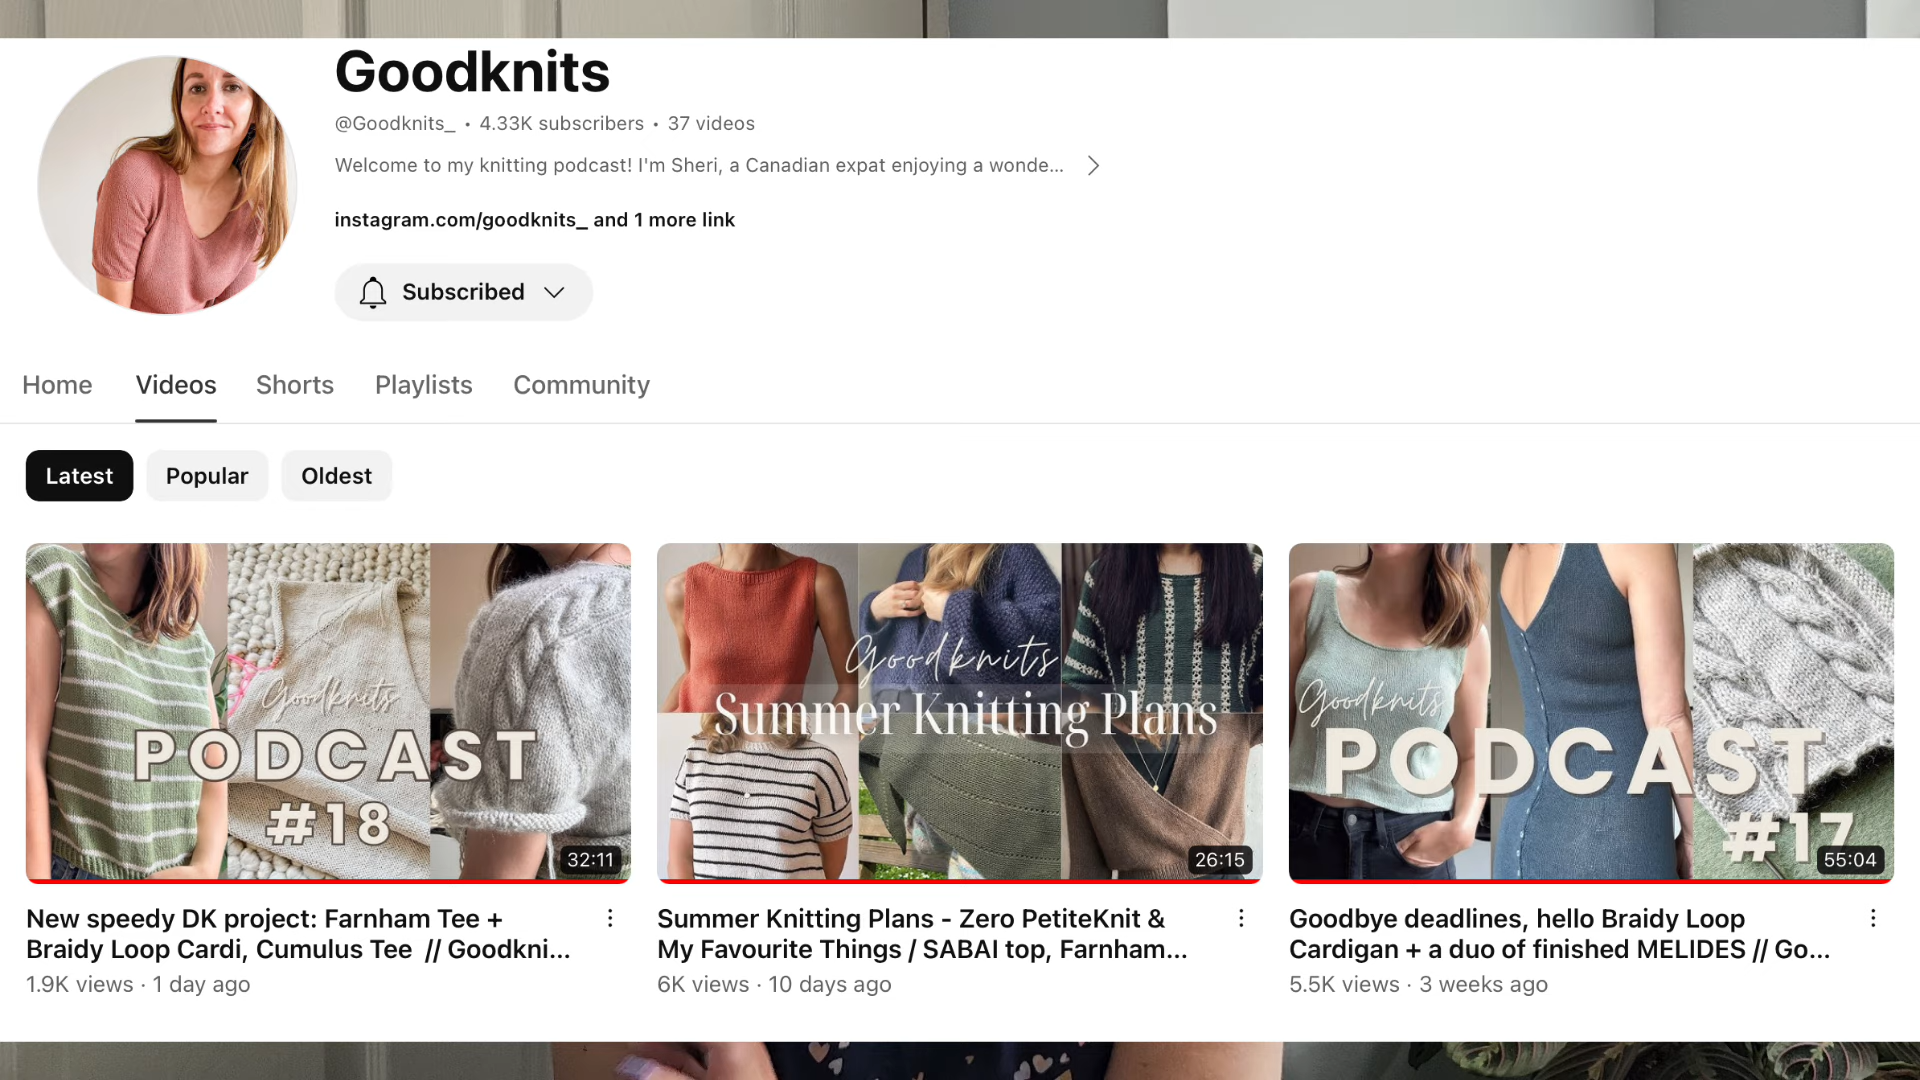 Goodknits
@Goodknits_ • 4.33K subscribers • 37 videos
Welcome to my knitting podcast! I'm Sheri, a Canadian expat enjoying a wonde...
instagram.com/goodknits_ and 1 more link
Subscribed
Home Videos Shorts Playlists Community
Latest Popular Oldest
Goodknits
PODCAST
#18
32:11
Goodknits
Summer Knitting Plans
26:15
Goodknits
PODCAST
#17
55:04
New speedy DK project: Farnham Tee +
Braidy Loop Cardi, Cumulus Tee // Goodkni...
1.9K views · 1 day ago
Summer Knitting Plans - Zero PetiteKnit &
My Favourite Things / SABAI top, Farnham...
6K views · 10 days ago
Goodbye deadlines, hello Braidy Loop
Cardigan + a duo of finished MELIDES // Go...
5.5K views · 3 weeks ago